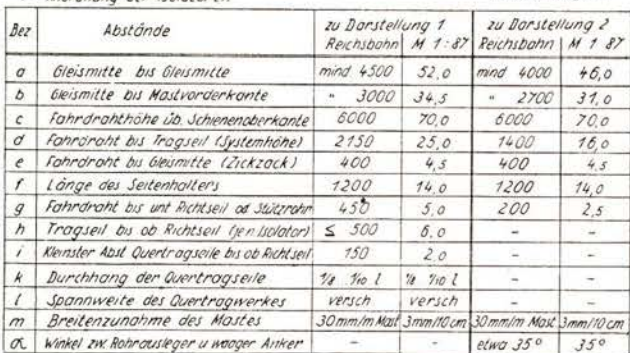 Bez Abstände zu Darstellung 1 zu Darstellung 2
Reichsbahn M 1:87 Reichsbahn M 1 87
a Gleismitte bis Gleismitte mind 4500 52,0 mind 4000 46,0
b Gleismitte bis Mastvorderkante " 3000 34,5 " 2700 31,0
c Fahrdrahthöhe üb. Schienenoberkante 6000 70,0 6000 70,0
d Fahrdraht bis Tragseil (Systemhöhe) 2150 25,0 1400 16,0
e Fahrdraht bis Gleismitte (Zickzack) 400 4,5 400 4,5
f Länge des Seitenhalters 1200 14,0 1200 14,0
g Fahrdraht bis unt Richtseil od Stützrohr 450 5,0 200 2,5
h Tragseil bis ob Richtseil (je n. Isolator) ≤ 500 6,0 - -
i Kleinster Abst Quertragseile bis ob Richtseil 150 2,0 - -
k Durchhang der Quertragseile 1/8 1/10 l 1/8 1/10 l - -
l Spannweite des Quertragwerkes versch versch - -
m Breitenzunahme des Mastes 30mm/m Mast 3mm/10cm 30mm/m Mast 3mm/10cm
α Winkel zw. Rohrausleger u waager Anker - - etwa 35° 35°